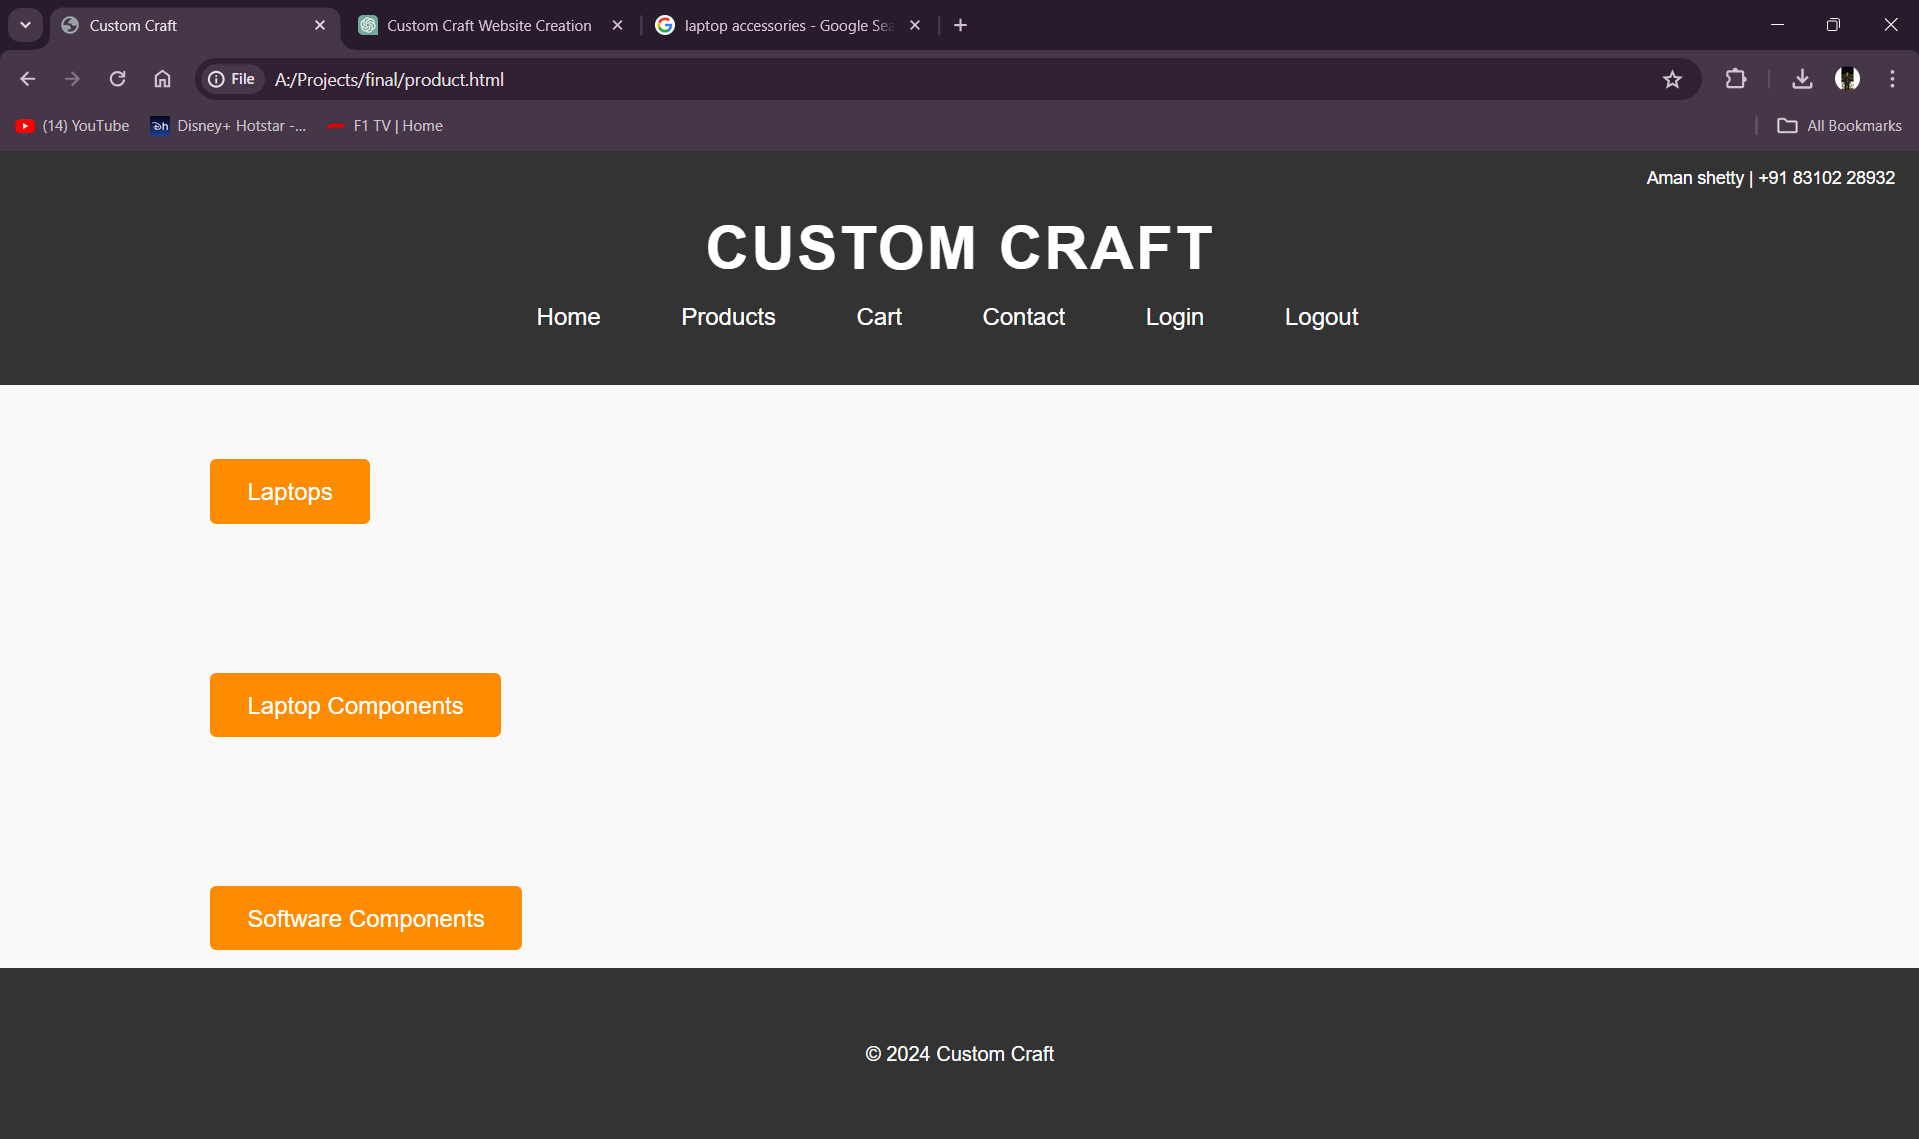 Custom Craft
Custom Craft Website Creation
laptop accessories - Google Sea
File
A:/Projects/final/product.html
(14) YouTube
Disney+ Hotstar -...
F1 TV | Home
All Bookmarks
Aman shetty | +91 83102 28932
CUSTOM CRAFT
Home Products Cart Contact Login Logout
Laptops
Laptop Components
Software Components
© 2024 Custom Craft